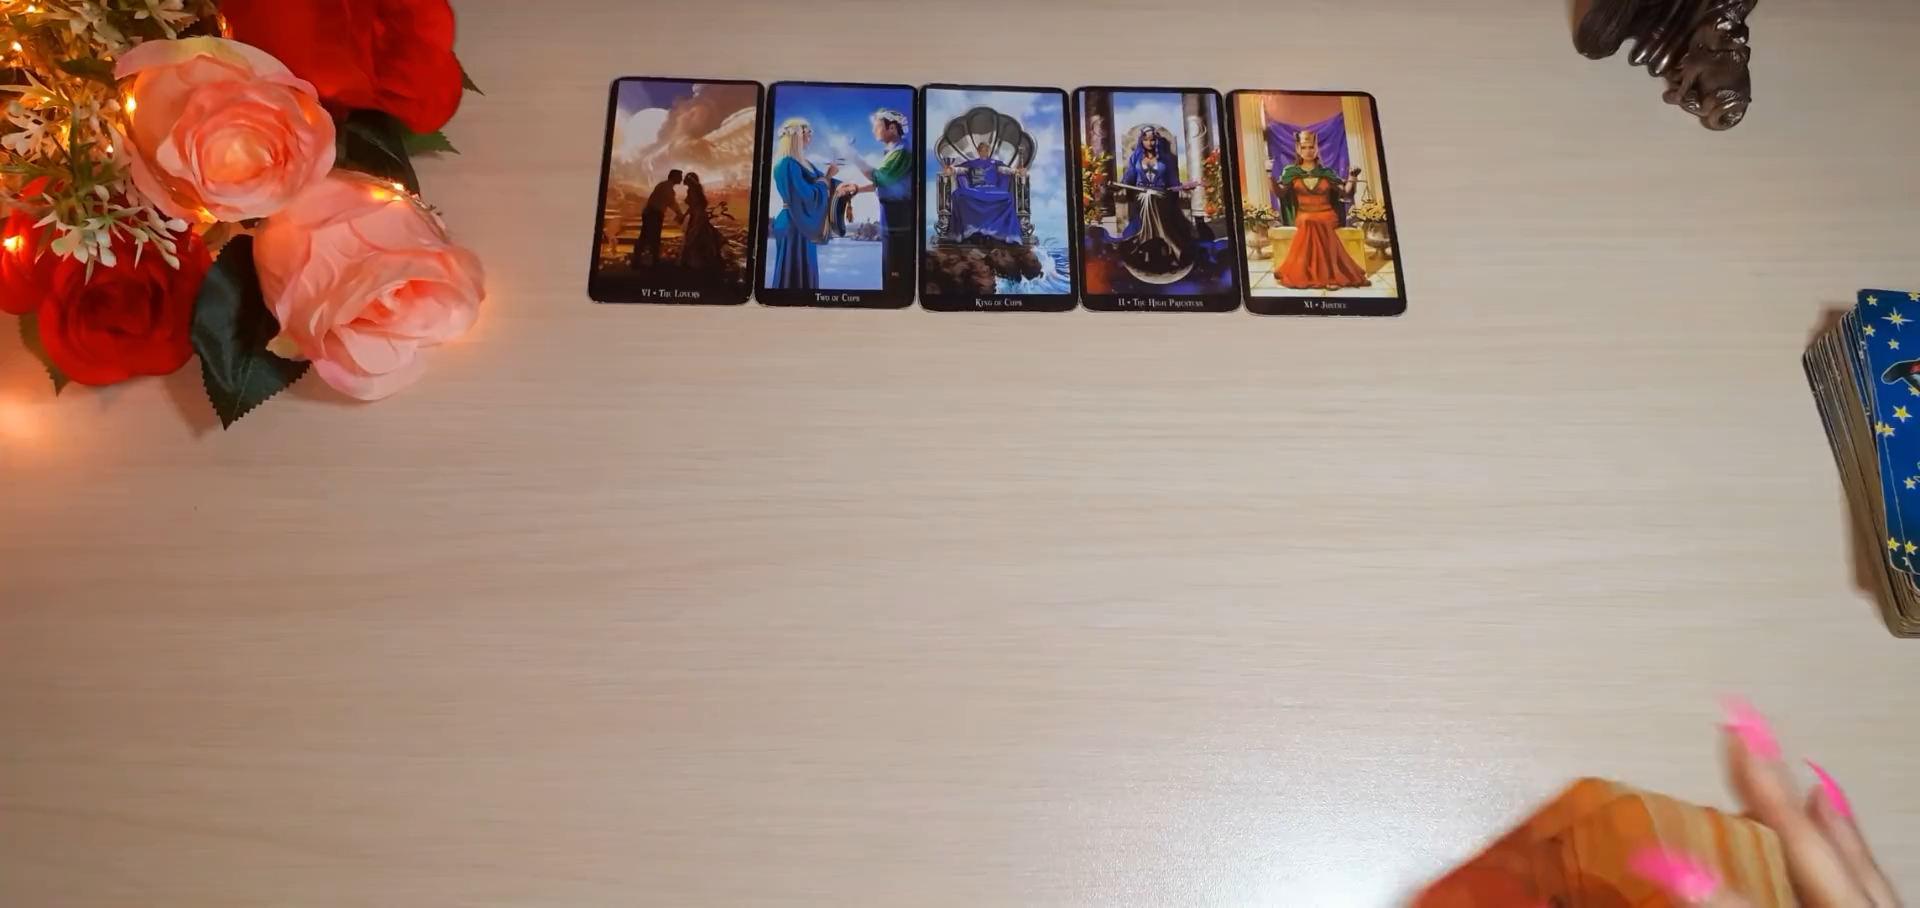 VI • The Lovers
Two of Cups
King of Cups
II • The High Priestess
XI • Justice